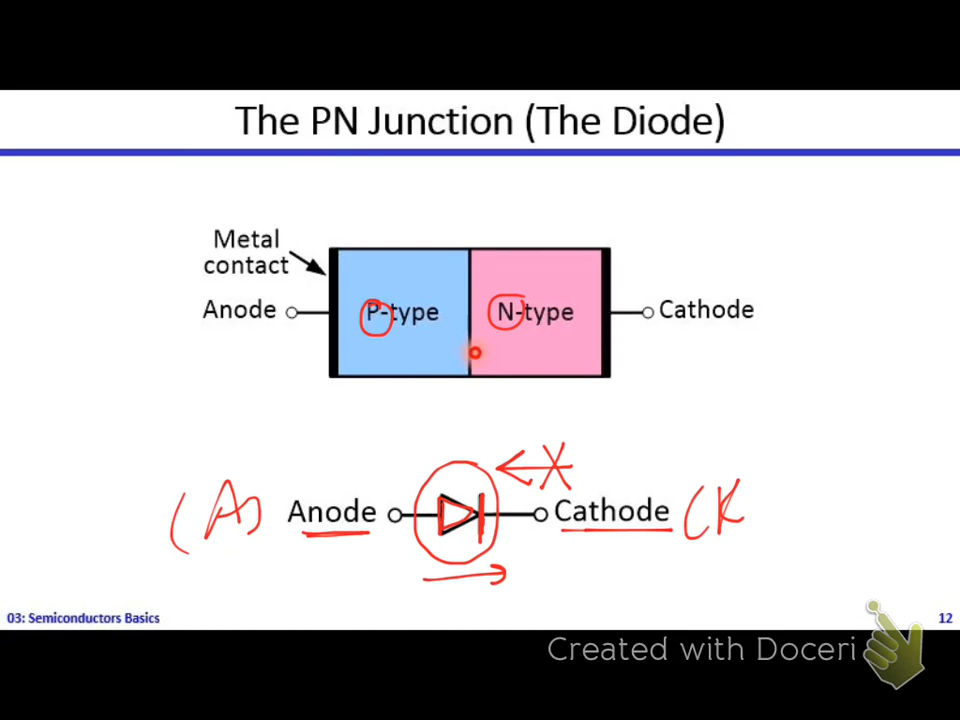 The PN Junction (The Diode)
Metal
contact
Anode
P-type
N-type
Cathode
X
(A) Anode Cathode (K
03: Semiconductors Basics
12
Created with Doceri